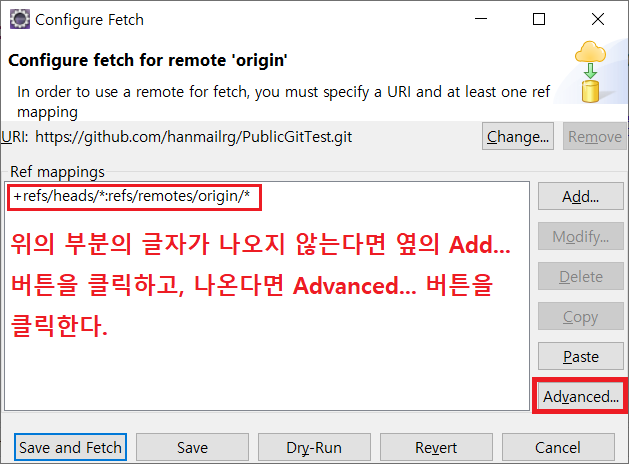 Configure Fetch
Configure fetch for remote 'origin'
In order to use a remote for fetch, you must specify a URI and at least one ref
mapping
URI: https://github.com/hanmailrg/PublicGitTest.git
Change...
Remove
Ref mappings
+refs/heads/*:refs/remotes/origin/*
위의 부분의 글자가 나오지 않는다면 옆의 Add...
버튼을 클릭하고, 나온다면 Advanced... 버튼을
클릭한다.
Add...
Modify...
Delete
Copy
Paste
Advanced...
Save and Fetch
Save
Dry-Run
Revert
Cancel